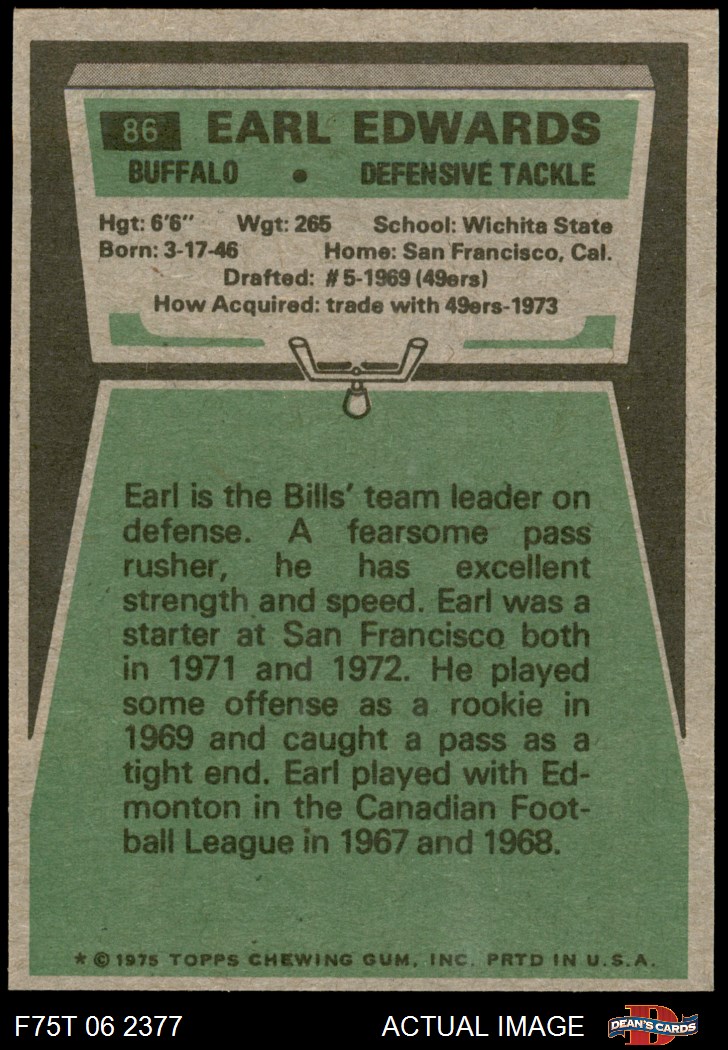 86 EARL EDWARDS
BUFFALO • DEFENSIVE TACKLE
Hgt: 6'6" Wgt: 265 School: Wichita State
Born: 3-17-46 Home: San Francisco, Cal.
Drafted: #5-1969 (49ers)
How Acquired: trade with 49ers-1973
Earl is the Bills' team leader on
defense. A fearsome pass
rusher, he has excellent
strength and speed. Earl was a
starter at San Francisco both
in 1971 and 1972. He played
some offense as a rookie in
1969 and caught a pass as a
tight end. Earl played with Ed-
monton in the Canadian Foot-
ball League in 1967 and 1968.
* © 1975 TOPPS CHEWING GUM, INC. PRTD IN U.S.A.
F75T 06 2377 ACTUAL IMAGE D DEAN'S CARDS